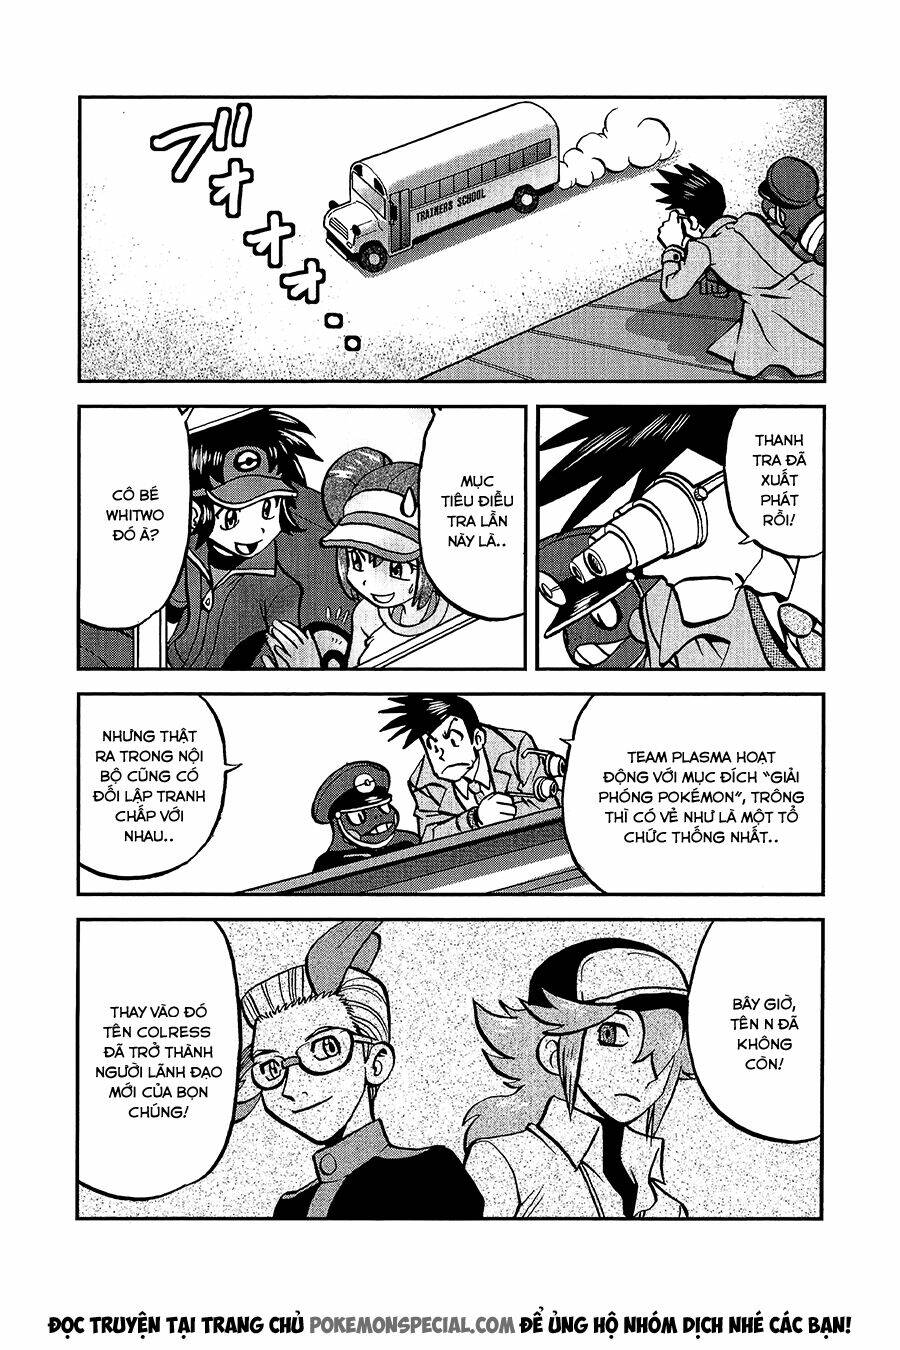 ブオオオ...
TRAINERS SCHOOL
THANH
TRA ĐÃ
XUẤT
PHÁT
RỒI!
MỤC
TIÊU ĐIỀU
TRA LẦN
NÀY LÀ..
CÔ BÉ
WHITWO
ĐÓ À?
TEAM PLASMA HOẠT
ĐỘNG VỚI MỤC ĐÍCH "GIẢI
PHÓNG POKÉMON", TRÔNG
THÌ CÓ VẺ NHƯ LÀ MỘT TỔ
CHỨC THỐNG NHẤT..
NHƯNG THẬT
RA TRONG NỘI
BỘ CŨNG CÓ
ĐỐI LẬP TRANH
CHẤP VỚI
NHAU..
BÂY GIỜ,
TÊN N ĐÃ
KHÔNG
CÒN!
THAY VÀO ĐÓ
TÊN COLRESS
ĐÃ TRỞ THÀNH
NGƯỜI LÃNH ĐẠO
MỚI CỦA BỌN
CHÚNG!
ĐỌC TRUYỆN TẠI TRANG CHỦ POKEMONSPECIAL.COM ĐỂ ỦNG HỘ NHÓM DỊCH NHÉ CÁC BẠN!